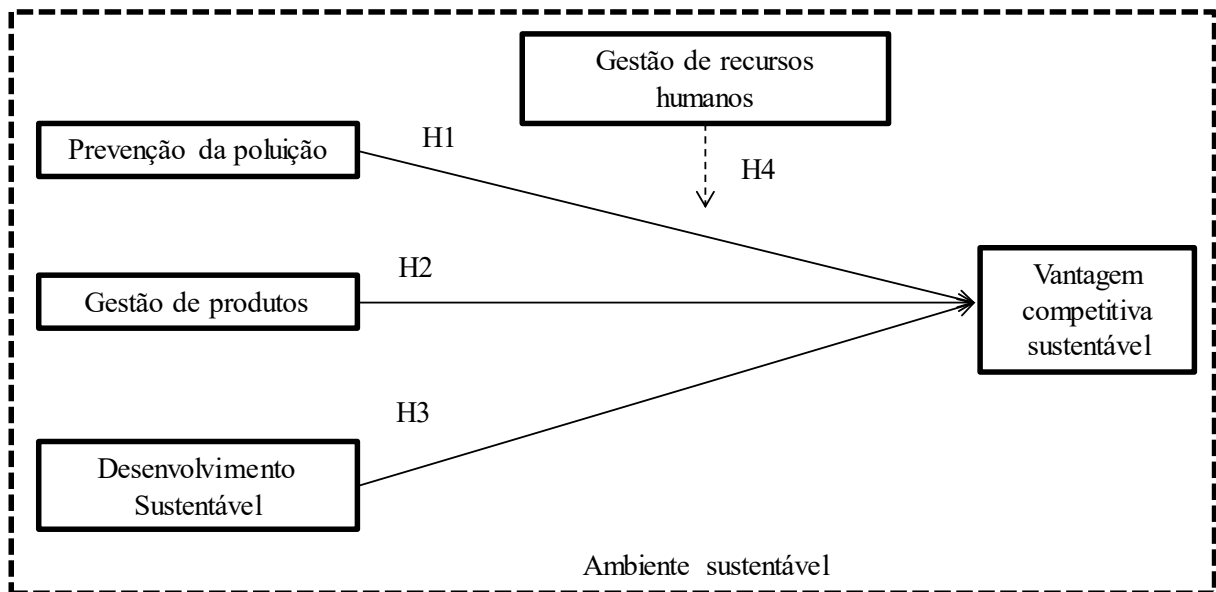 Gestão de recursos
humanos
Prevenção da poluição
H1
H4
Gestão de produtos
H2
Vantagem
competitiva
sustentável
H3
Desenvolvimento
Sustentável
Ambiente sustentável